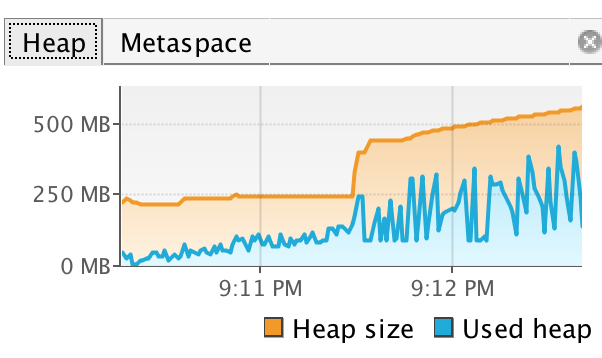 Heap Metaspace
500 MB
250 MB
0 MB
9:11 PM 9:12 PM
Heap size Used heap